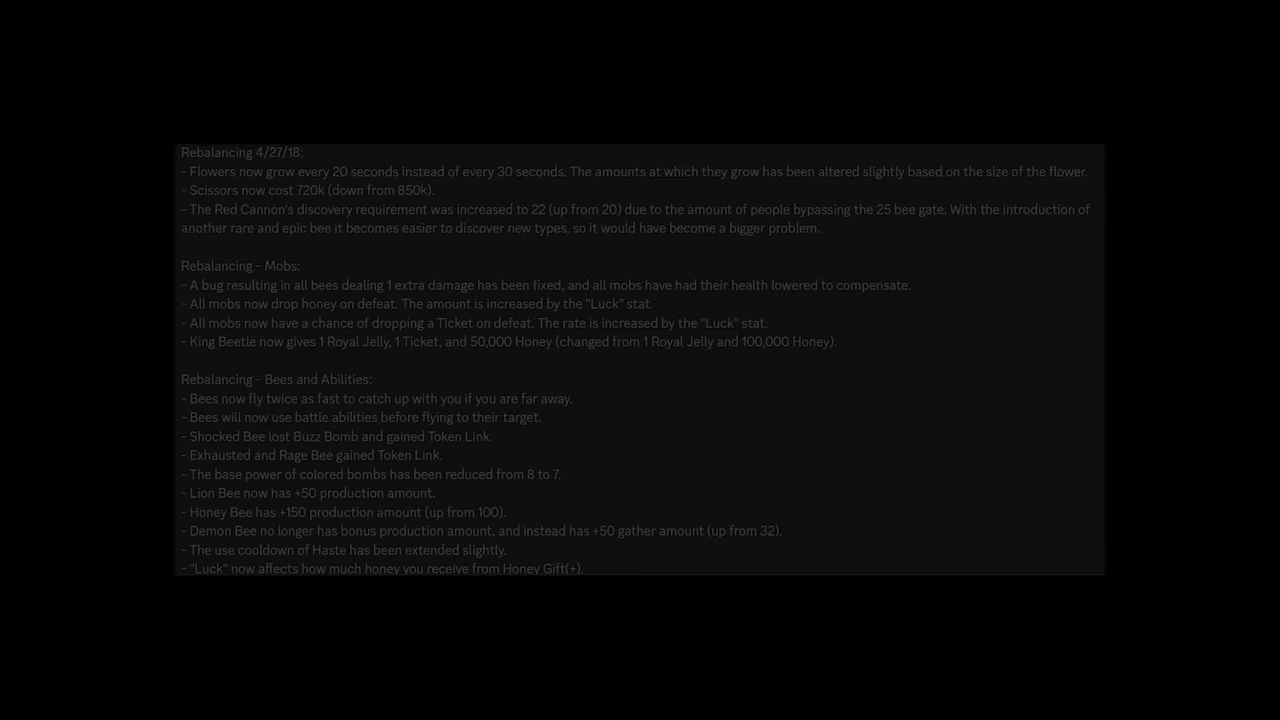 Rebalancing 4/27/18:
- Flowers now grow every 20 seconds instead of every 30 seconds. The amounts at which they grow has been altered slightly based on the size of the flower.
- Scissors now cost 720k (down from 850k).
- The Red Cannon's discovery requirement was increased to 22 (up from 20) due to the amount of people bypassing the 25 bee gate. With the introduction of
another rare and epic bee it becomes easier to discover new types, so it would have become a bigger problem.
Rebalancing - Mobs:
- A bug resulting in all bees dealing 1 extra damage has been fixed, and all mobs have had their health lowered to compensate.
- All mobs now drop honey on defeat. The amount is increased by the "Luck" stat.
- All mobs now have a chance of dropping a Ticket on defeat. The rate is increased by the "Luck" stat.
- King Beetle now gives 1 Royal Jelly, 1 Ticket, and 50,000 Honey (changed from 1 Royal Jelly and 100,000 Honey).
Rebalancing - Bees and Abilities:
- Bees now fly twice as fast to catch up with you if you are far away.
- Bees will now use battle abilities before flying to their target.
- Shocked Bee lost Buzz Bomb and gained Token Link.
- Exhausted and Rage Bee gained Token Link.
- The base power of colored bombs has been reduced from 8 to 7.
- Lion Bee now has +50 production amount.
- Honey Bee has +150 production amount (up from 100).
- Demon Bee no longer has bonus production amount, and instead has +50 gather amount (up from 32),
- The use cooldown of Haste has been extended slightly.
- "Luck" now affects how much honey you receive from Honey Gift(+).